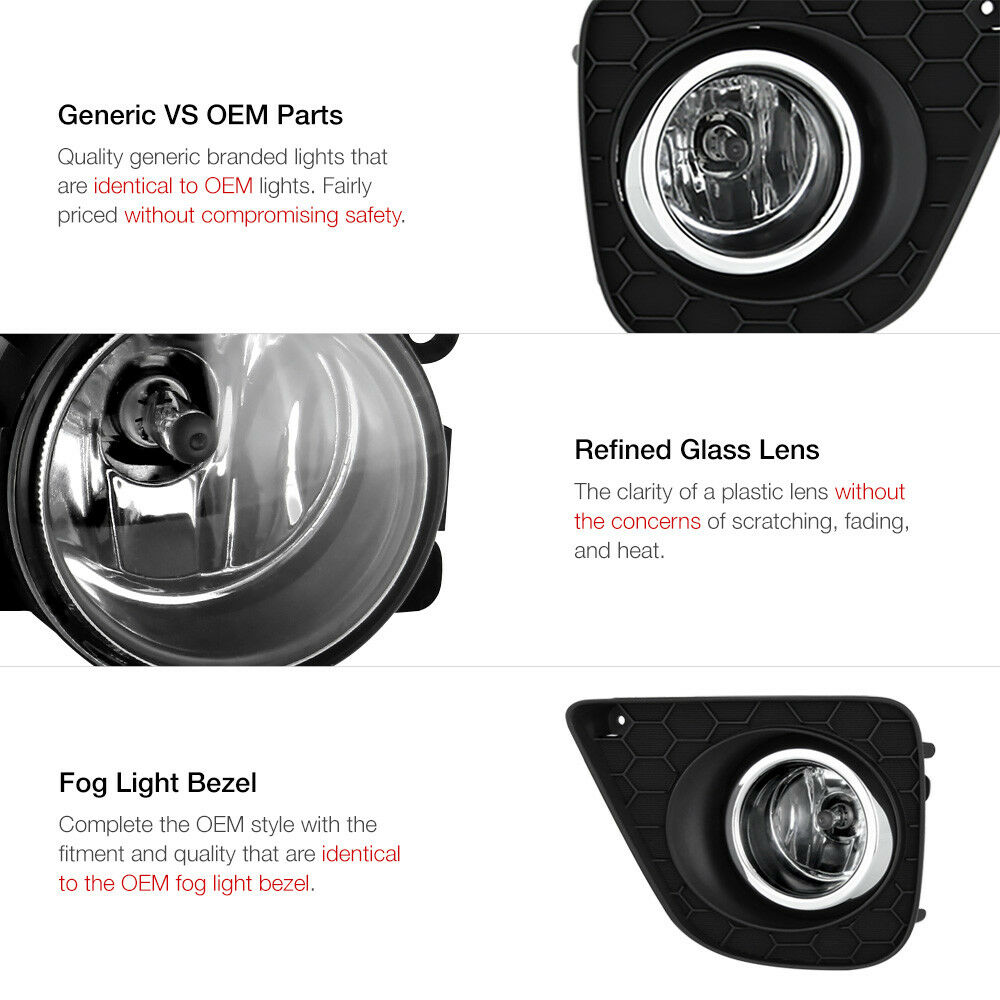 Generic VS OEM Parts
Quality generic branded lights that
are identical to OEM lights. Fairly
priced without compromising safety.
Refined Glass Lens
The clarity of a plastic lens without
the concerns of scratching, fading,
and heat.
Fog Light Bezel
Complete the OEM style with the
fitment and quality that are identical
to the OEM fog light bezel.